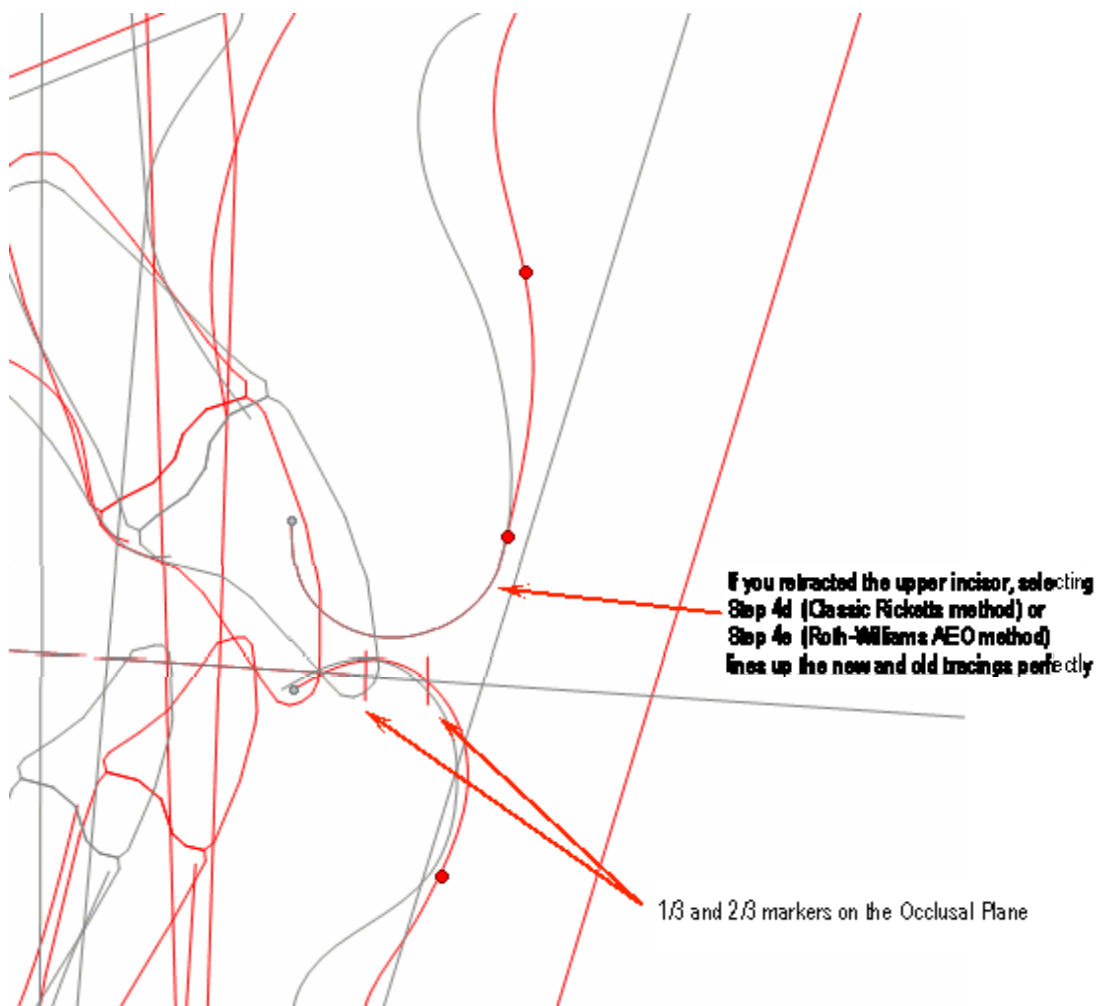 If you retracted the upper incisor, selecting
Step 4d (Classic Ricketts method) or
Step 4e (Roth-Williams AEO method)
lines up the new and old tracings perfectly
1/3 and 2/3 markers on the Occlusal Plane